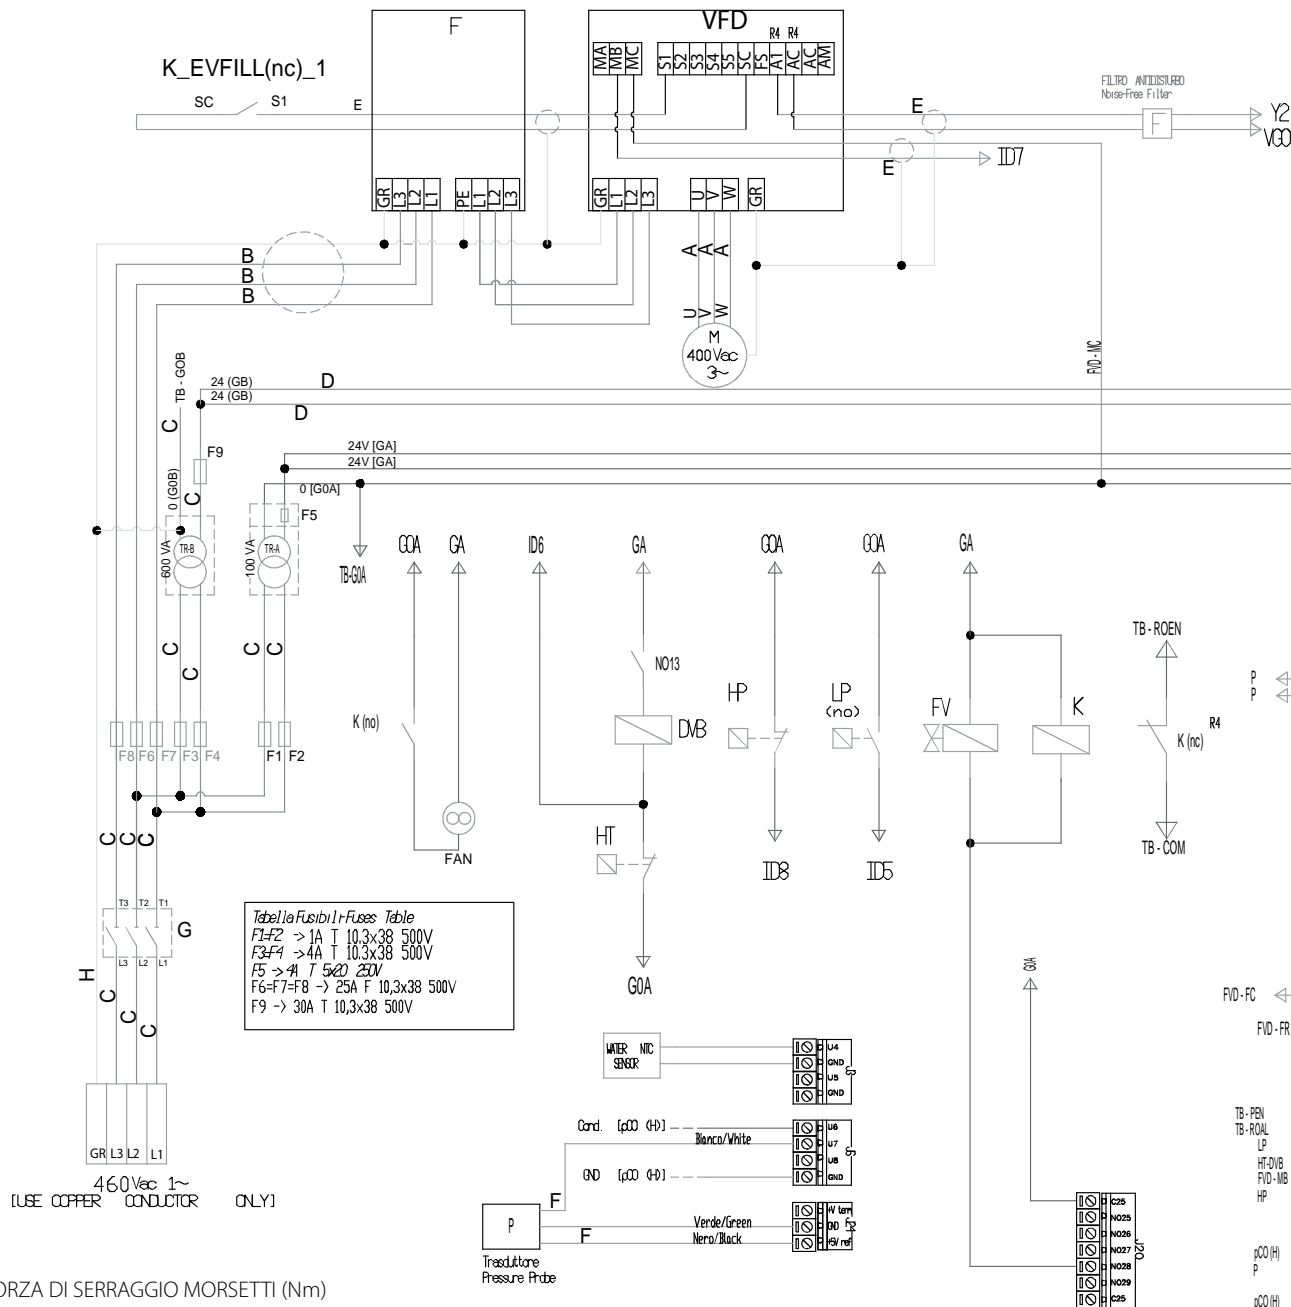 F
VFD
K_EVFILL(nc)_1
SC
S1
E
MA
MB
MC
S1
S2
S3
S4
S5
SC
FS
A1
AC
AC
AM
R4 R4
FILTRO ANTIDISTURBO
Noise-Free Filter
F
Y2
VG0
E
E
ID7
GR
L3
L2
L1
PE
L1
L2
L3
GR
L1
L2
L3
U
V
W
GR
B
B
B
A
A
A
U
V
W
M
400Vac
3~
FVD - MC
TB - GOB
24 (GB)
24 (GB)
D
D
C
F9
24V [GA]
24V [GA]
0 (G0B)
C
0 [G0A]
F5
TR-B
600 VA
TR-A
100 VA
TB-G0A
C
C
C
C
G0A
GA
ID6
GA
G0A
G0A
GA
K (no)
FAN
NO13
DVB
HT
G0A
HP
ID8
LP
(no)
ID5
FV
K
TB - ROEN
K (nc)
R4
TB - COM
P
P
F8
F6
F7
F3
F4
F1
F2
C
C
C
T3
T2
T1
G
L3
L2
L1
H
C
C
C
Tabella Fusibili-Fuses Table
F1=F2 -> 1A T 10.3x38 500V
F3=F4 ->4A T 10.3x38 500V
F5 -> 4A T 5x20 250V
F6=F7=F8 -> 25A F 10,3x38 500V
F9 -> 30A T 10,3x38 500V
GR
L3
L2
L1
460Vac 1~
[USE COPPER CONDUCTOR ONLY]
WATER NTC
SENSOR
U4
GND
U5
GND
Cond. [pCO (H)]
Bianco/White
GND [pCO (H)]
U6
U7
U8
GND
F
P
F
Verde/Green
Nero/Black
+V term
GND
+5V ref
Trasduttore
Pressure Probe
G0A
C25
NO25
NO26
NO27
NO28
NO29
C25
J20
FVD - FC
FVD - FR
TB - PEN
TB - ROAL
LP
HT-DVB
FVD - MB
HP
pCO (H)
P
pCO (H)
ORZA DI SERRAGGIO MORSETTI (Nm)